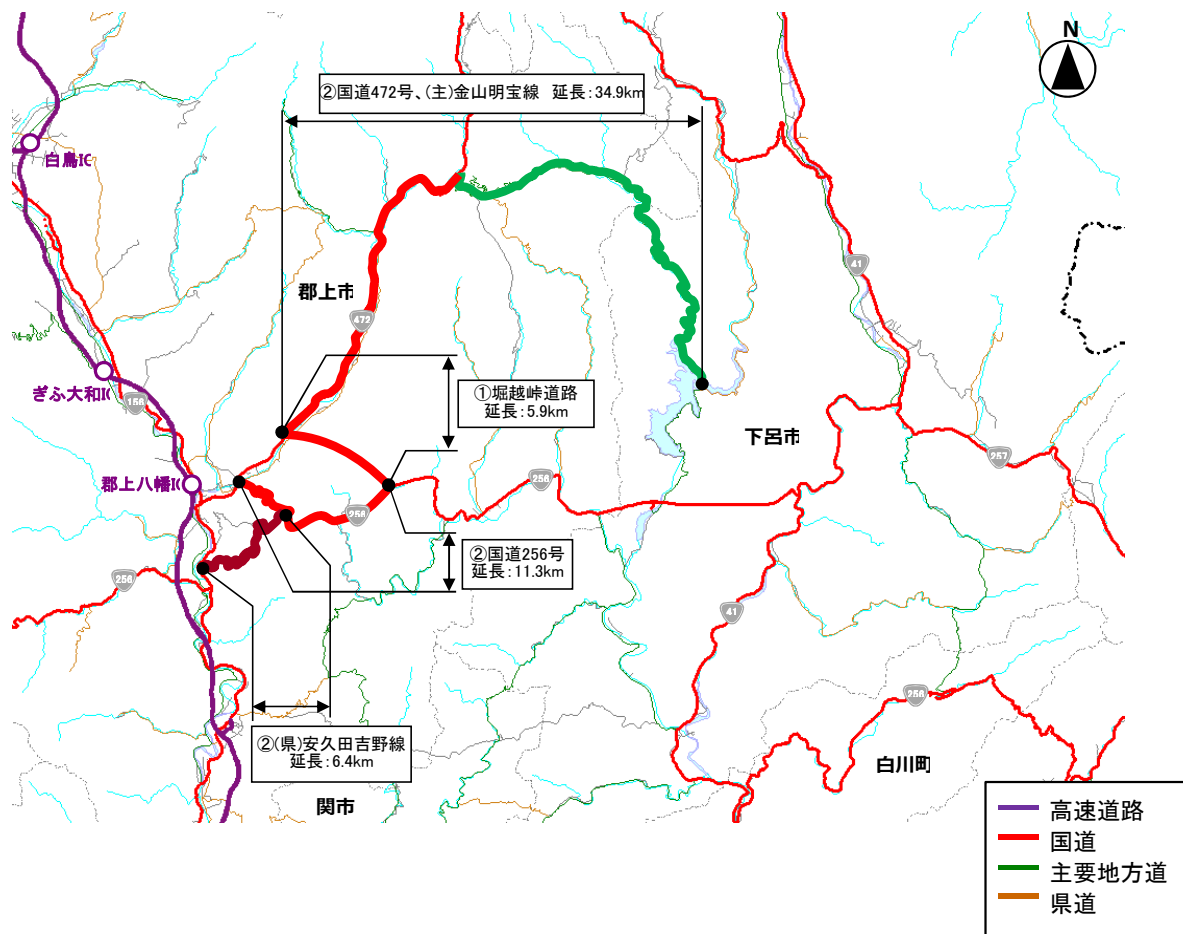 N
②国道472号、(主)金山明宝線 延長：34.9km
白鳥IC
41
郡上市
472
①堀越峠道路
延長：5.9km
ぎふ大和IC
156
下呂市
257
郡上八幡IC
256
256
②国道256号
延長：11.3km
256
41
256
②(県)安久田吉野線
延長：6.4km
白川町
関市
高速道路
国道
主要地方道
県道